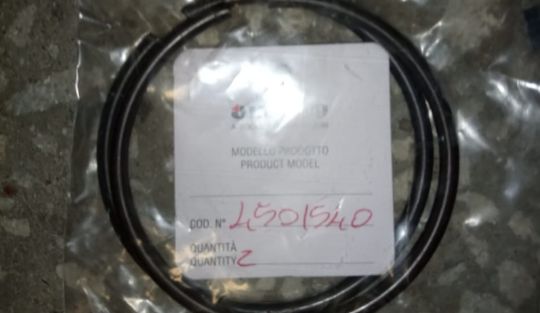 MODELLO PRODOTTO
PRODUCT MODEL
COD. N° 4501540
QUANTITÀ
QUANTITY 2